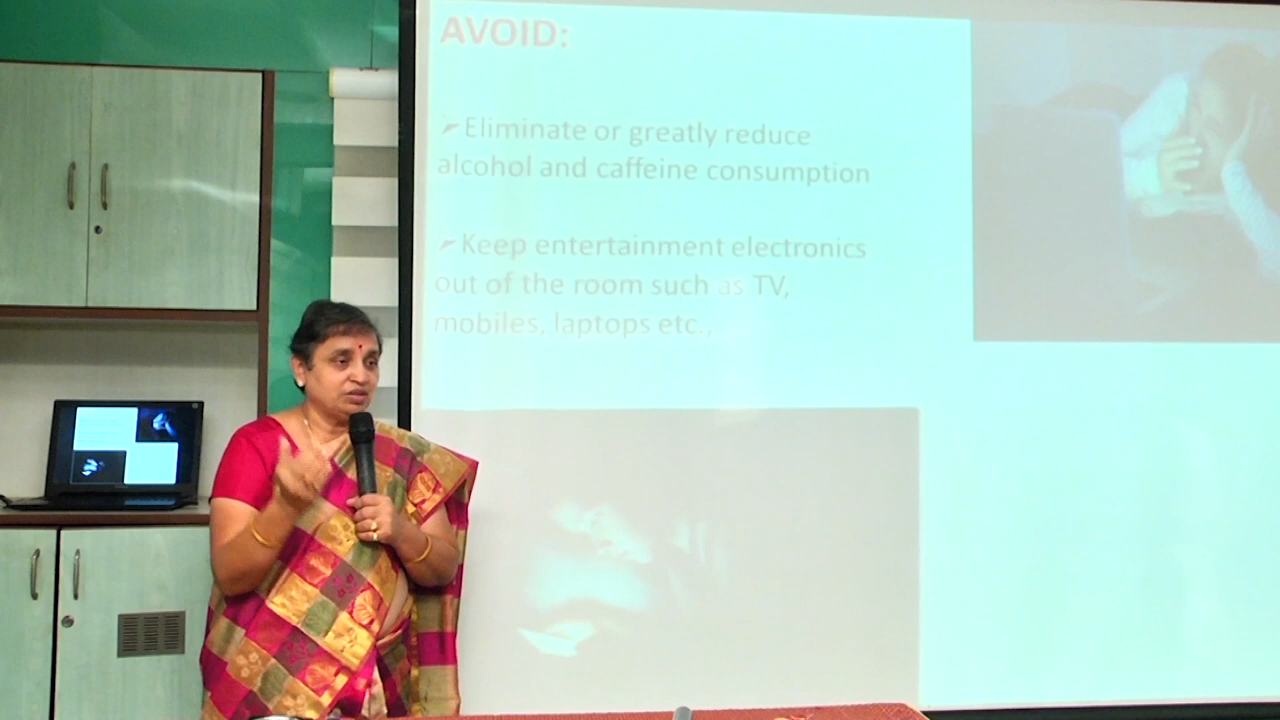 AVOID:
➢Eliminate or greatly reduce
alcohol and caffeine consumption
➢Keep entertainment electronics
out of the room such as TV,
mobiles, laptops etc.,